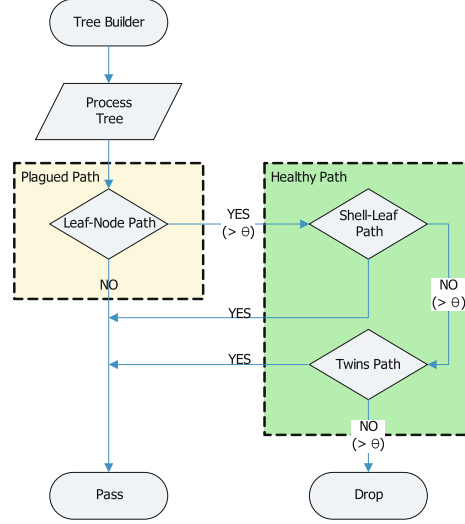 Tree Builder
Process
Tree
Plagued Path
Healthy Path
Leaf-Node Path
YES
(> θ)
Shell-Leaf
Path
NO
NO
(> θ)
YES
YES
Twins Path
NO
(> θ)
Pass
Drop